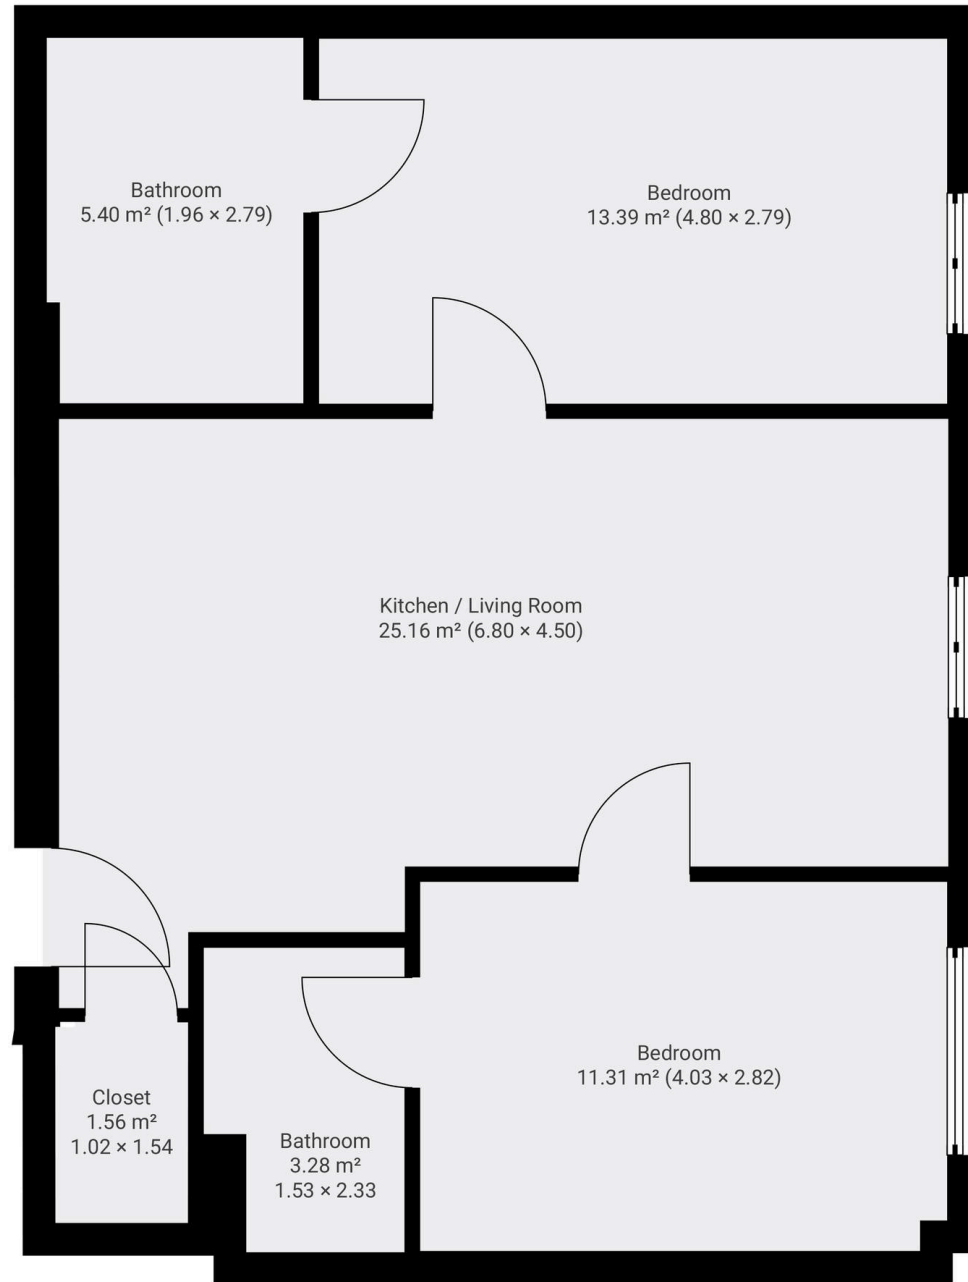 Bathroom
5.40 m² (1.96 × 2.79)
Bedroom
13.39 m² (4.80 × 2.79)
Kitchen / Living Room
25.16 m² (6.80 × 4.50)
Bedroom
11.31 m² (4.03 × 2.82)
Closet
1.56 m²
1.02 × 1.54
Bathroom
3.28 m²
1.53 × 2.33